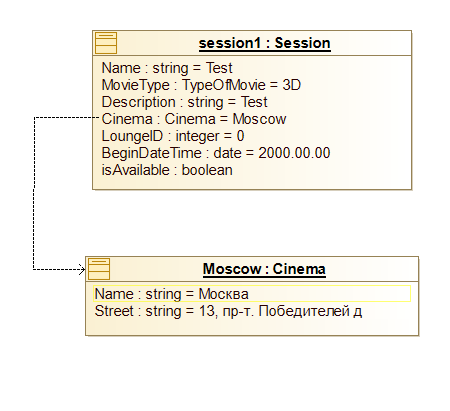 session1 : Session
Name : string = Test
MovieType : TypeOfMovie = 3D
Description : string = Test
Cinema : Cinema = Moscow
LoungeID : integer = 0
BeginDateTime : date = 2000.00.00
isAvailable : boolean
Moscow : Cinema
Name : string = Москва
Street : string = 13, пр-т. Победителей д